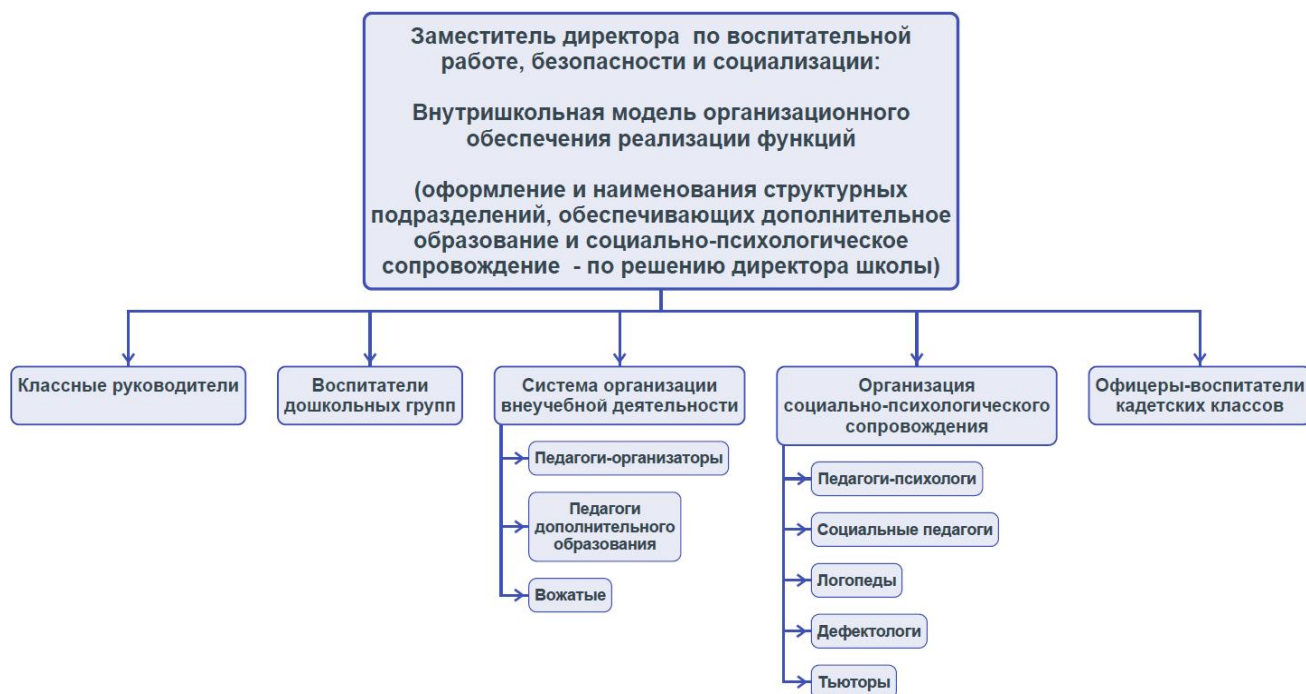 Заместитель директора по воспитательной
работе, безопасности и социализации:
Внутришкольная модель организационного
обеспечения реализации функций
(оформление и наименования структурных
подразделений, обеспечивающих дополнительное
образование и социально-психологическое
сопровождение - по решению директора школы)
Классные руководители
Воспитатели
дошкольных групп
Система организации
внеучебной деятельности
Педагоги-организаторы
Педагоги
дополнительного
образования
Вожатые
Организация
социально-психологического
сопровождения
Педагоги-психологи
Социальные педагоги
Логопеды
Дефектологи
Тьюторы
Офицеры-воспитатели
кадетских классов